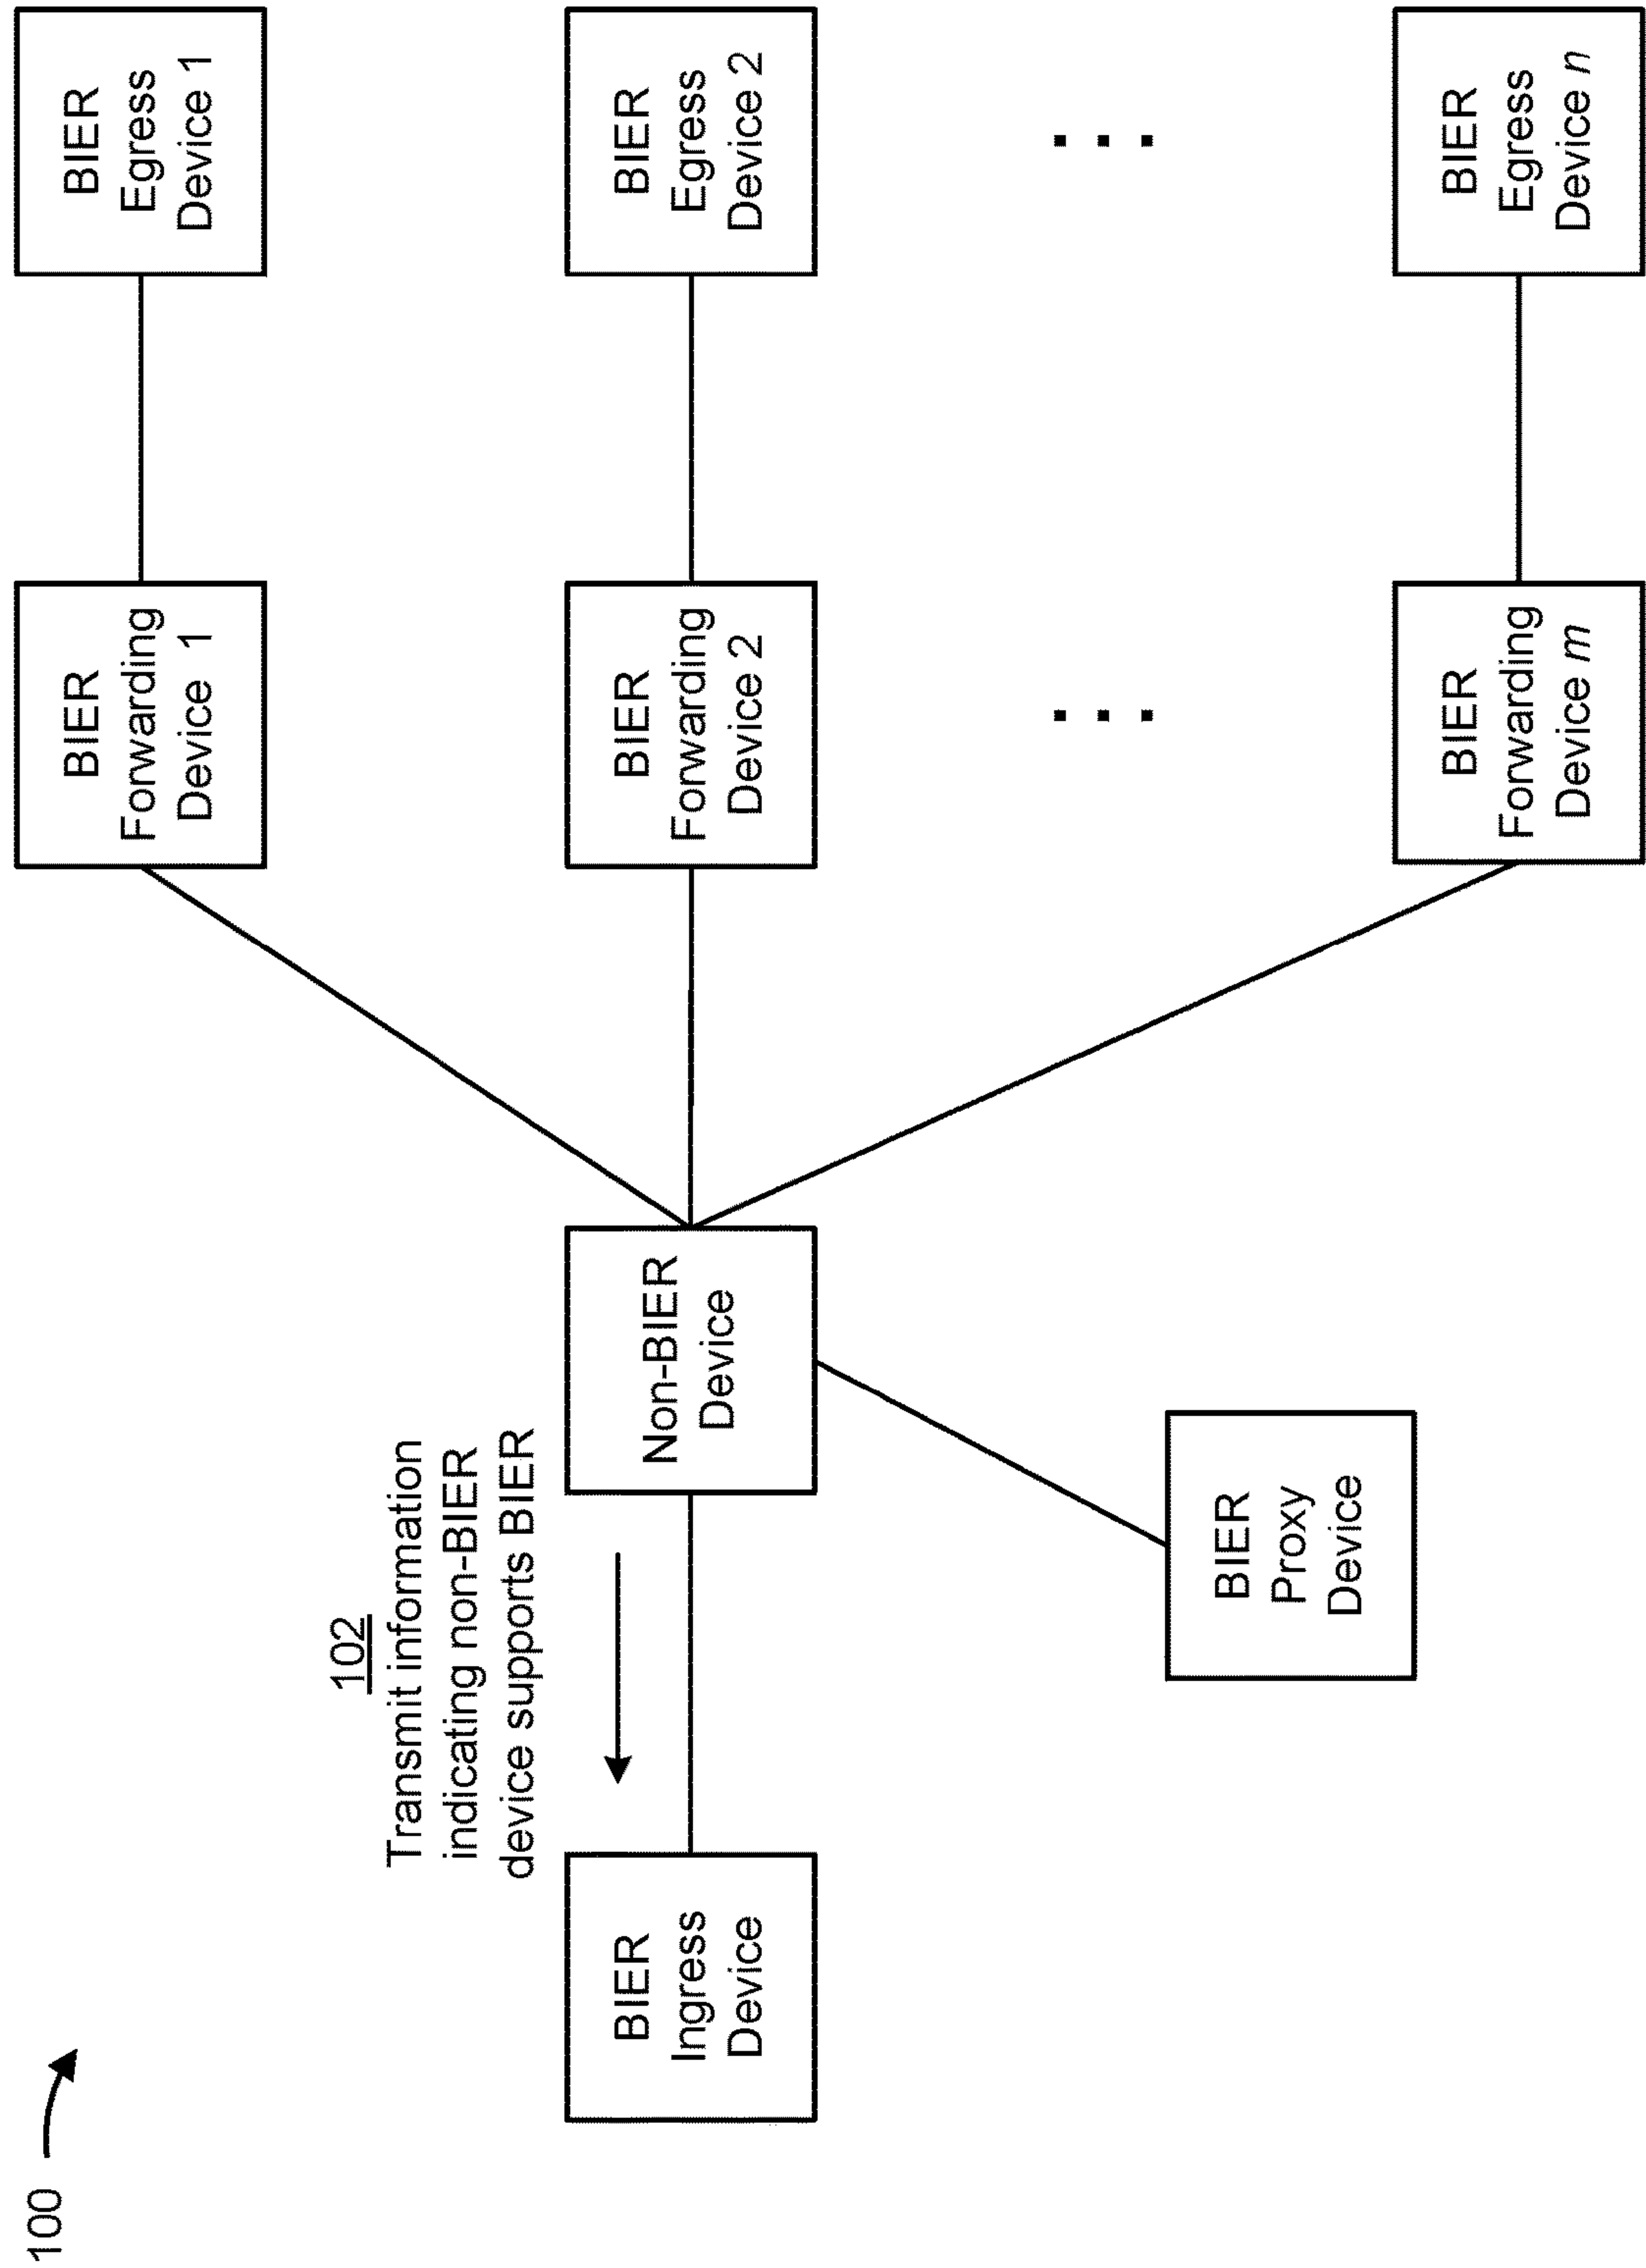 100
102
Transmit information
indicating non-BIER
device supports BIER
BIER
Ingress
Device
Non-BIER
Device
BIER
Proxy
Device
BIER
Forwarding
Device 1
BIER
Egress
Device 1
BIER
Forwarding
Device 2
BIER
Egress
Device 2
. . .
. . .
BIER
Forwarding
Device m
BIER
Egress
Device n